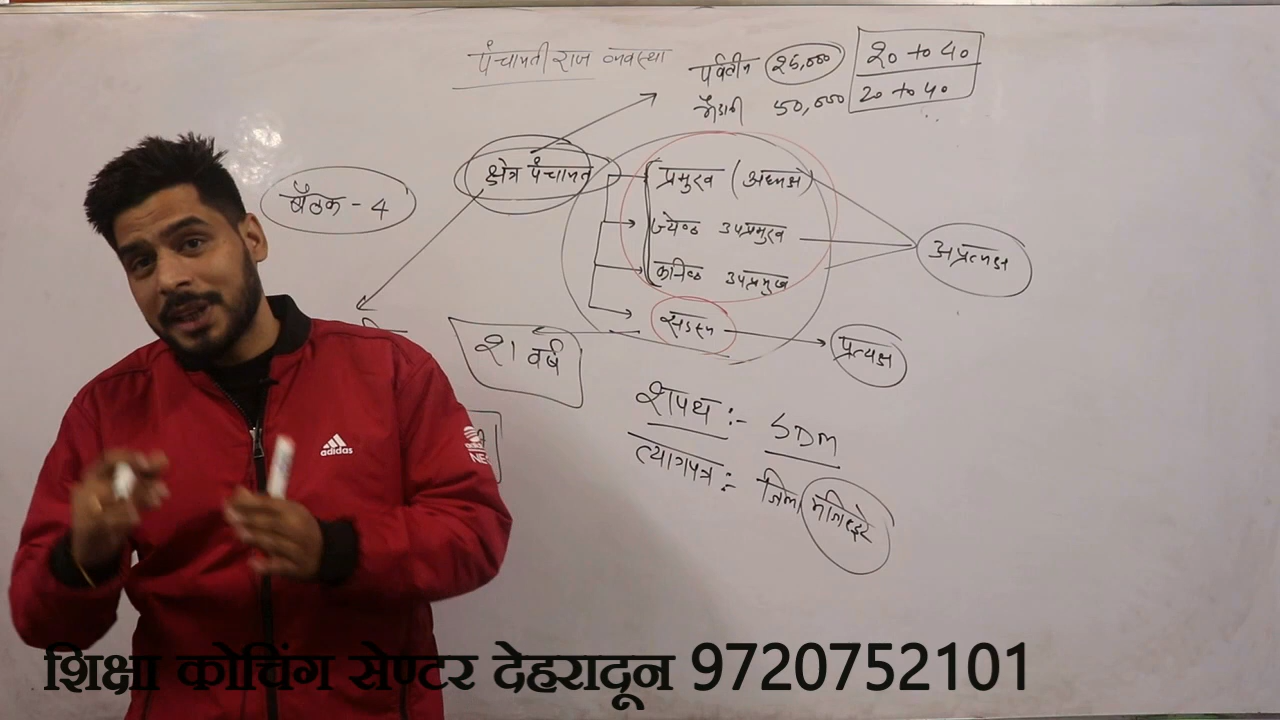 पंचायती राज व्यवस्था
पर्वतीय 25,000 20 to 40
मैदानी 50,000 20 to 40
क्षेत्र पंचायत
बैठक - 4
प्रमुख (अध्यक्ष)
ज्येष्ठ उपप्रमुख
कनिष्ठ उपप्रमुख
अप्रत्यक्ष
सदस्य
प्रत्यक्ष
२१ वर्ष
शपथ :- SDM
त्यागपत्र :- जिला मजिस्ट्रेट
adidas
NE
शिक्षा कोचिंग सेण्टर देहरादून 9720752101